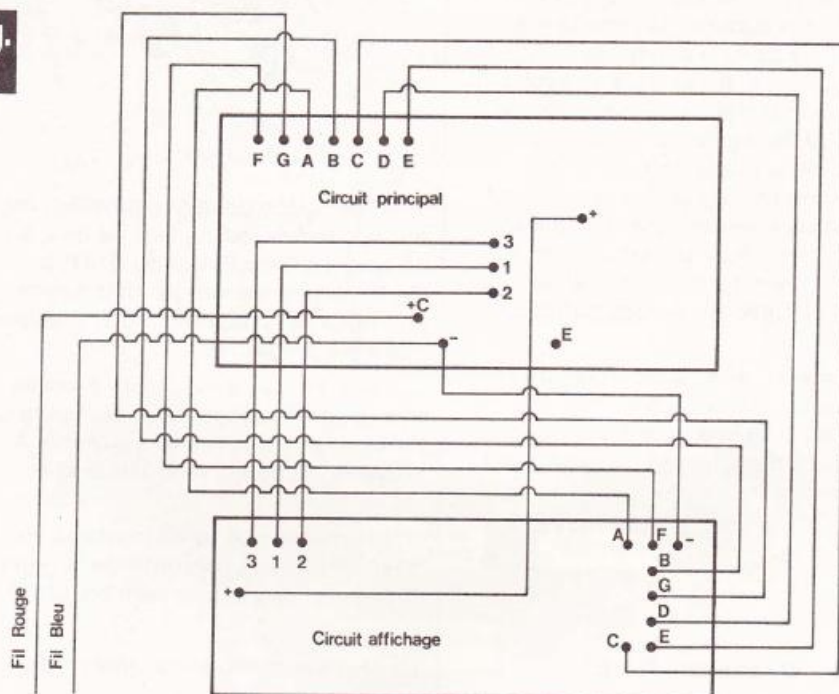 F G A B C D E
Circuit principal
+
3
1
2
+C
-
E
A F -
3 1 2
B
G
+
D
Circuit affichage
C E
Fil Rouge
Fil Bleu